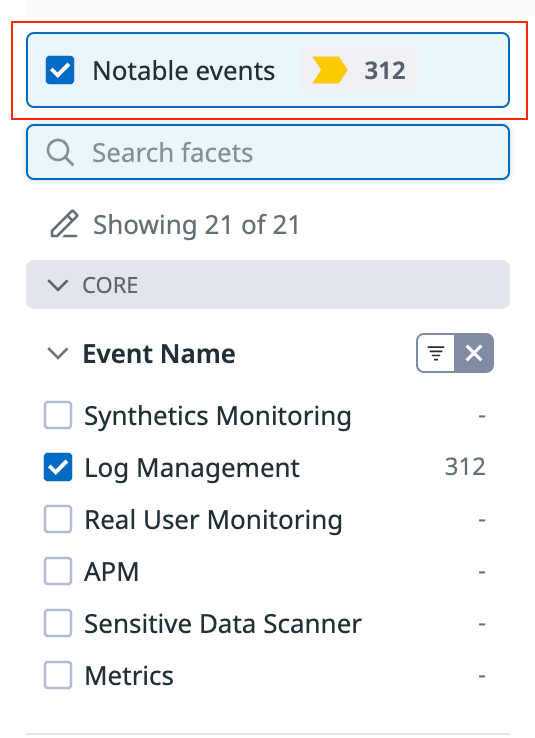 Notable events 312
Search facets
Showing 21 of 21
CORE
Event Name
Synthetics Monitoring -
Log Management 312
Real User Monitoring -
APM -
Sensitive Data Scanner -
Metrics -